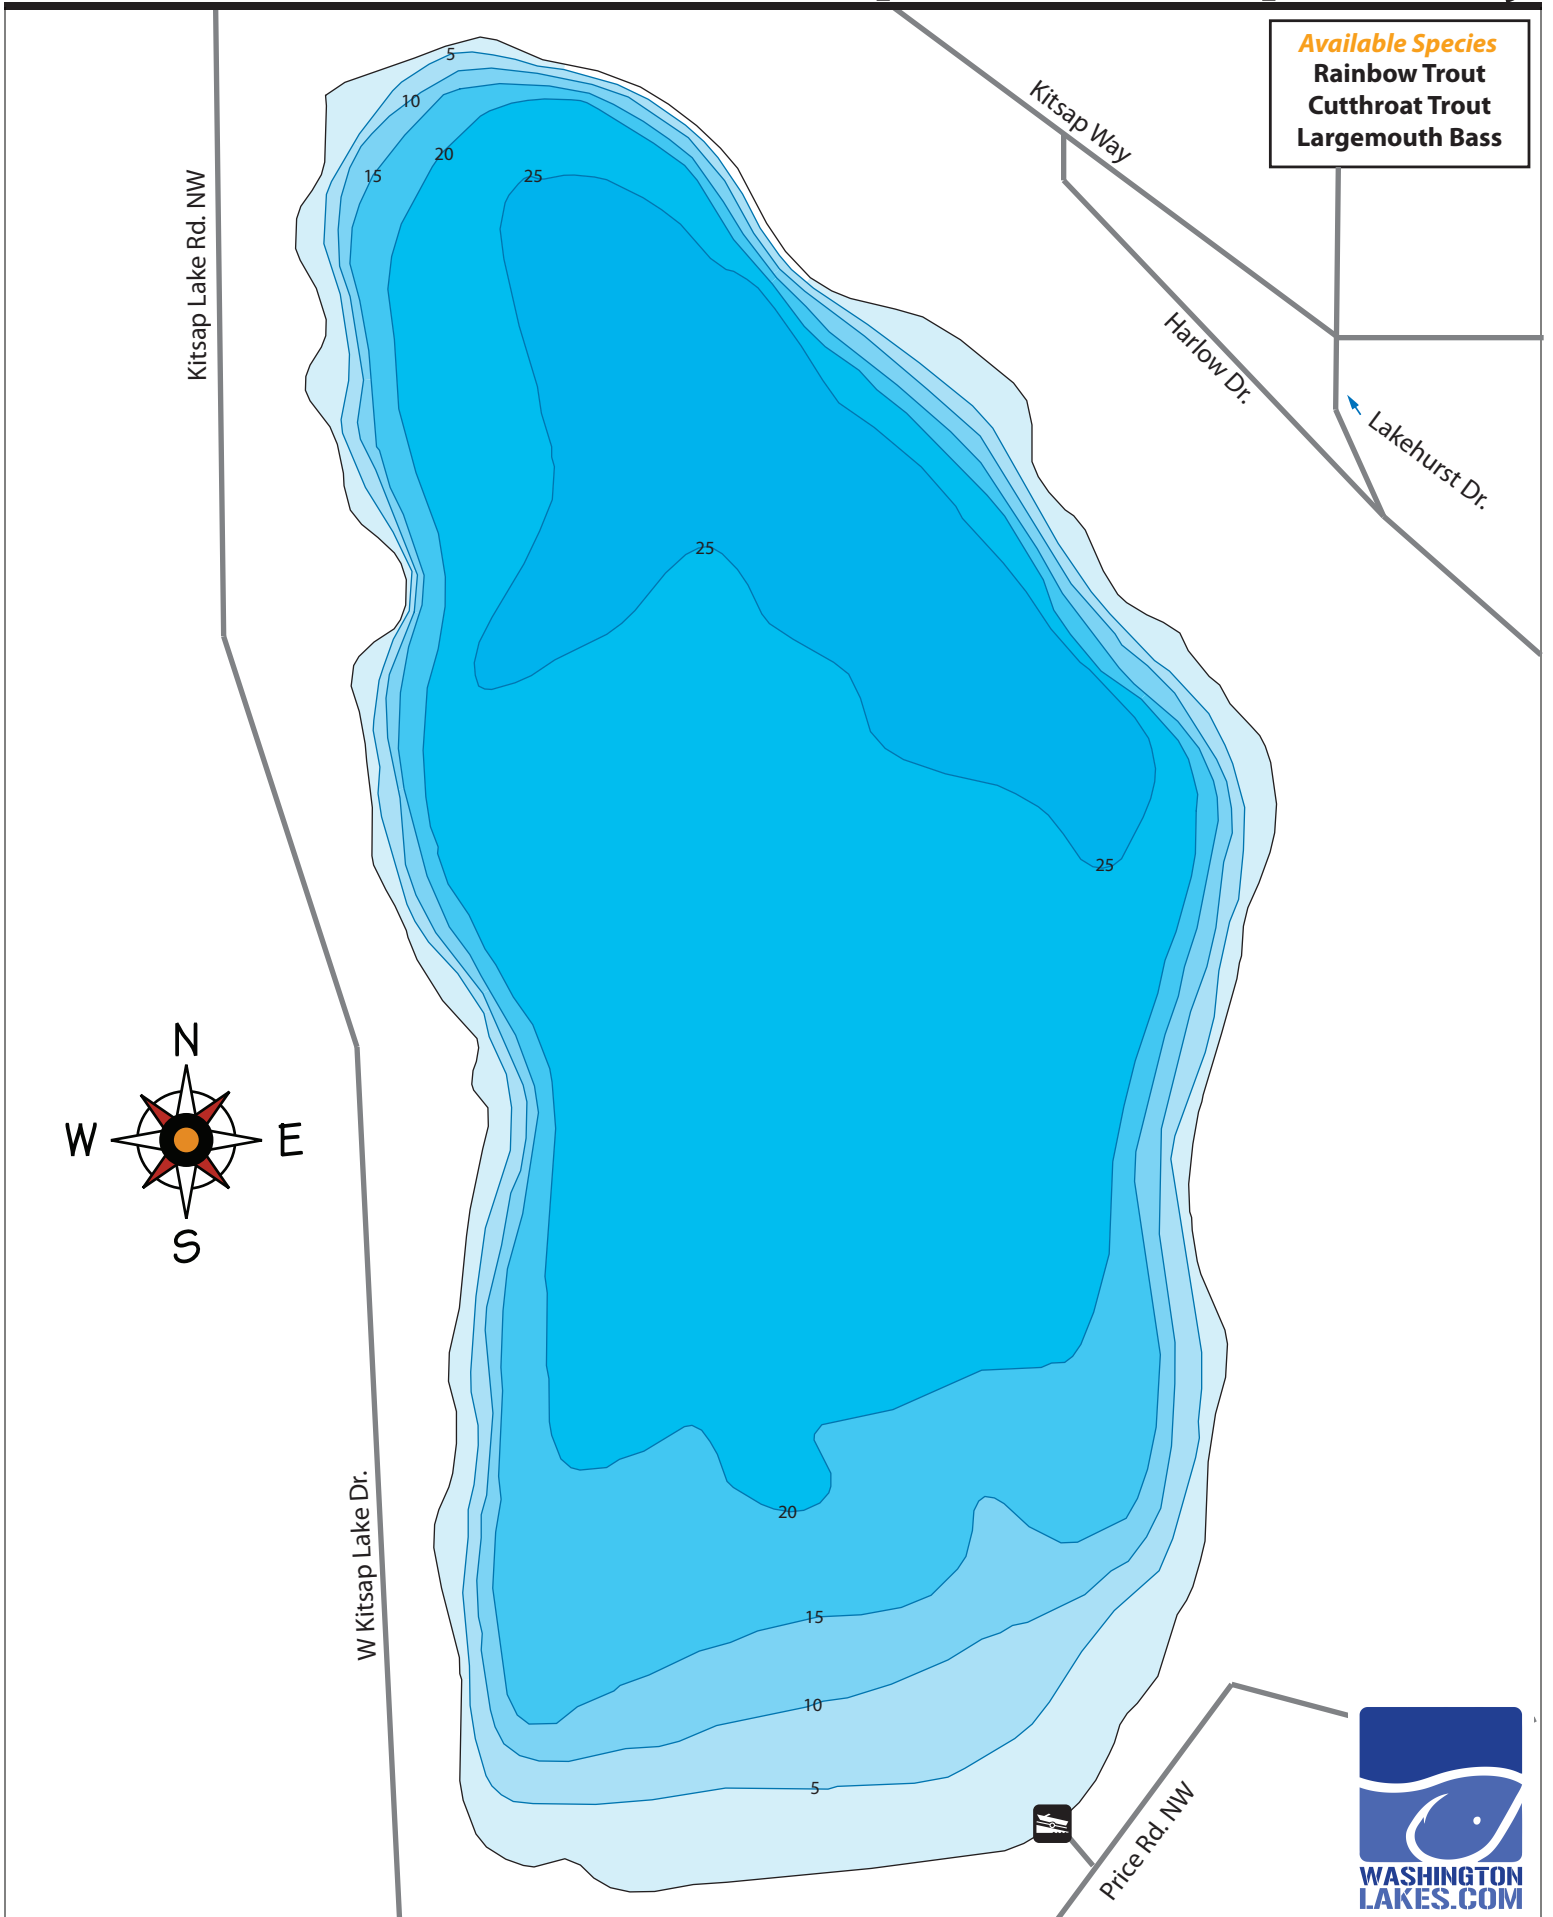 Available Species
Rainbow Trout
Cutthroat Trout
Largemouth Bass
5
10
20
15
25
Kitsap Way
Kitsap Lake Rd. NW
Harlow Dr.
Lakehurst Dr.
25
25
N
W
E
S
20
W Kitsap Lake Dr.
15
10
5
Price Rd. NW
WASHINGTON
LAKES.COM